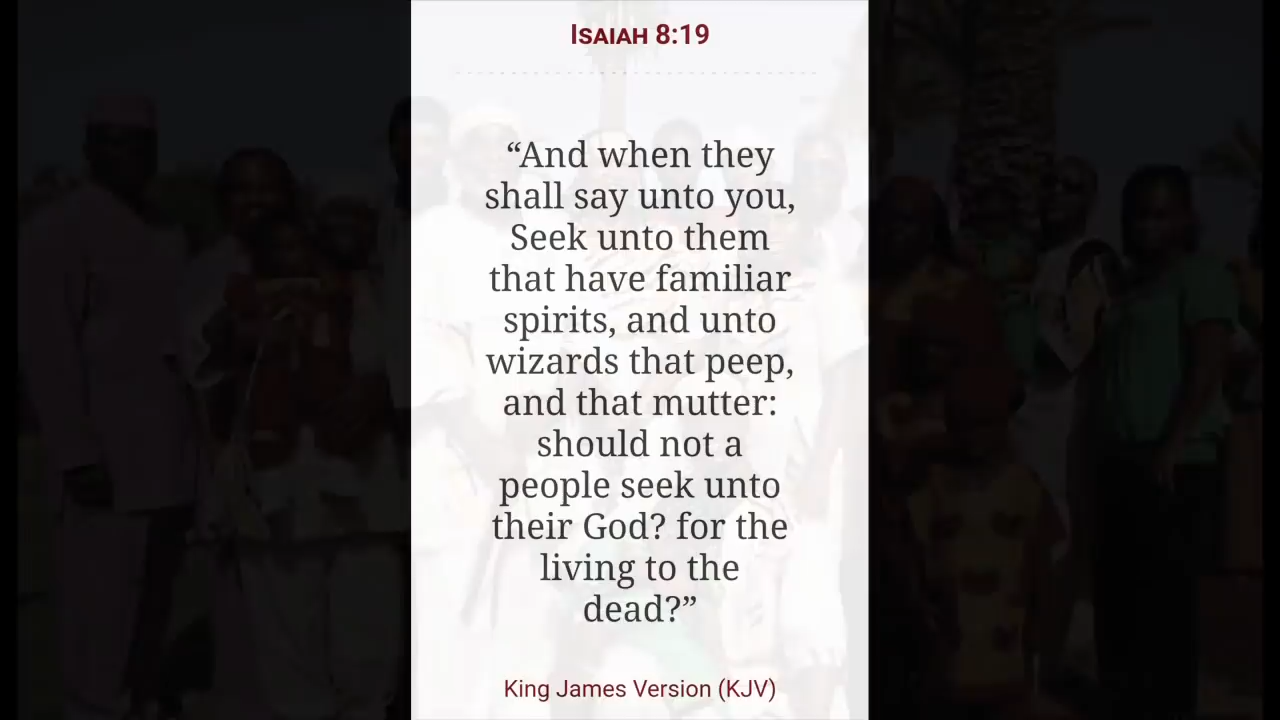 Isaiah 8:19
“And when they
shall say unto you,
Seek unto them
that have familiar
spirits, and unto
wizards that peep,
and that mutter:
should not a
people seek unto
their God? for the
living to the
dead?”
King James Version (KJV)